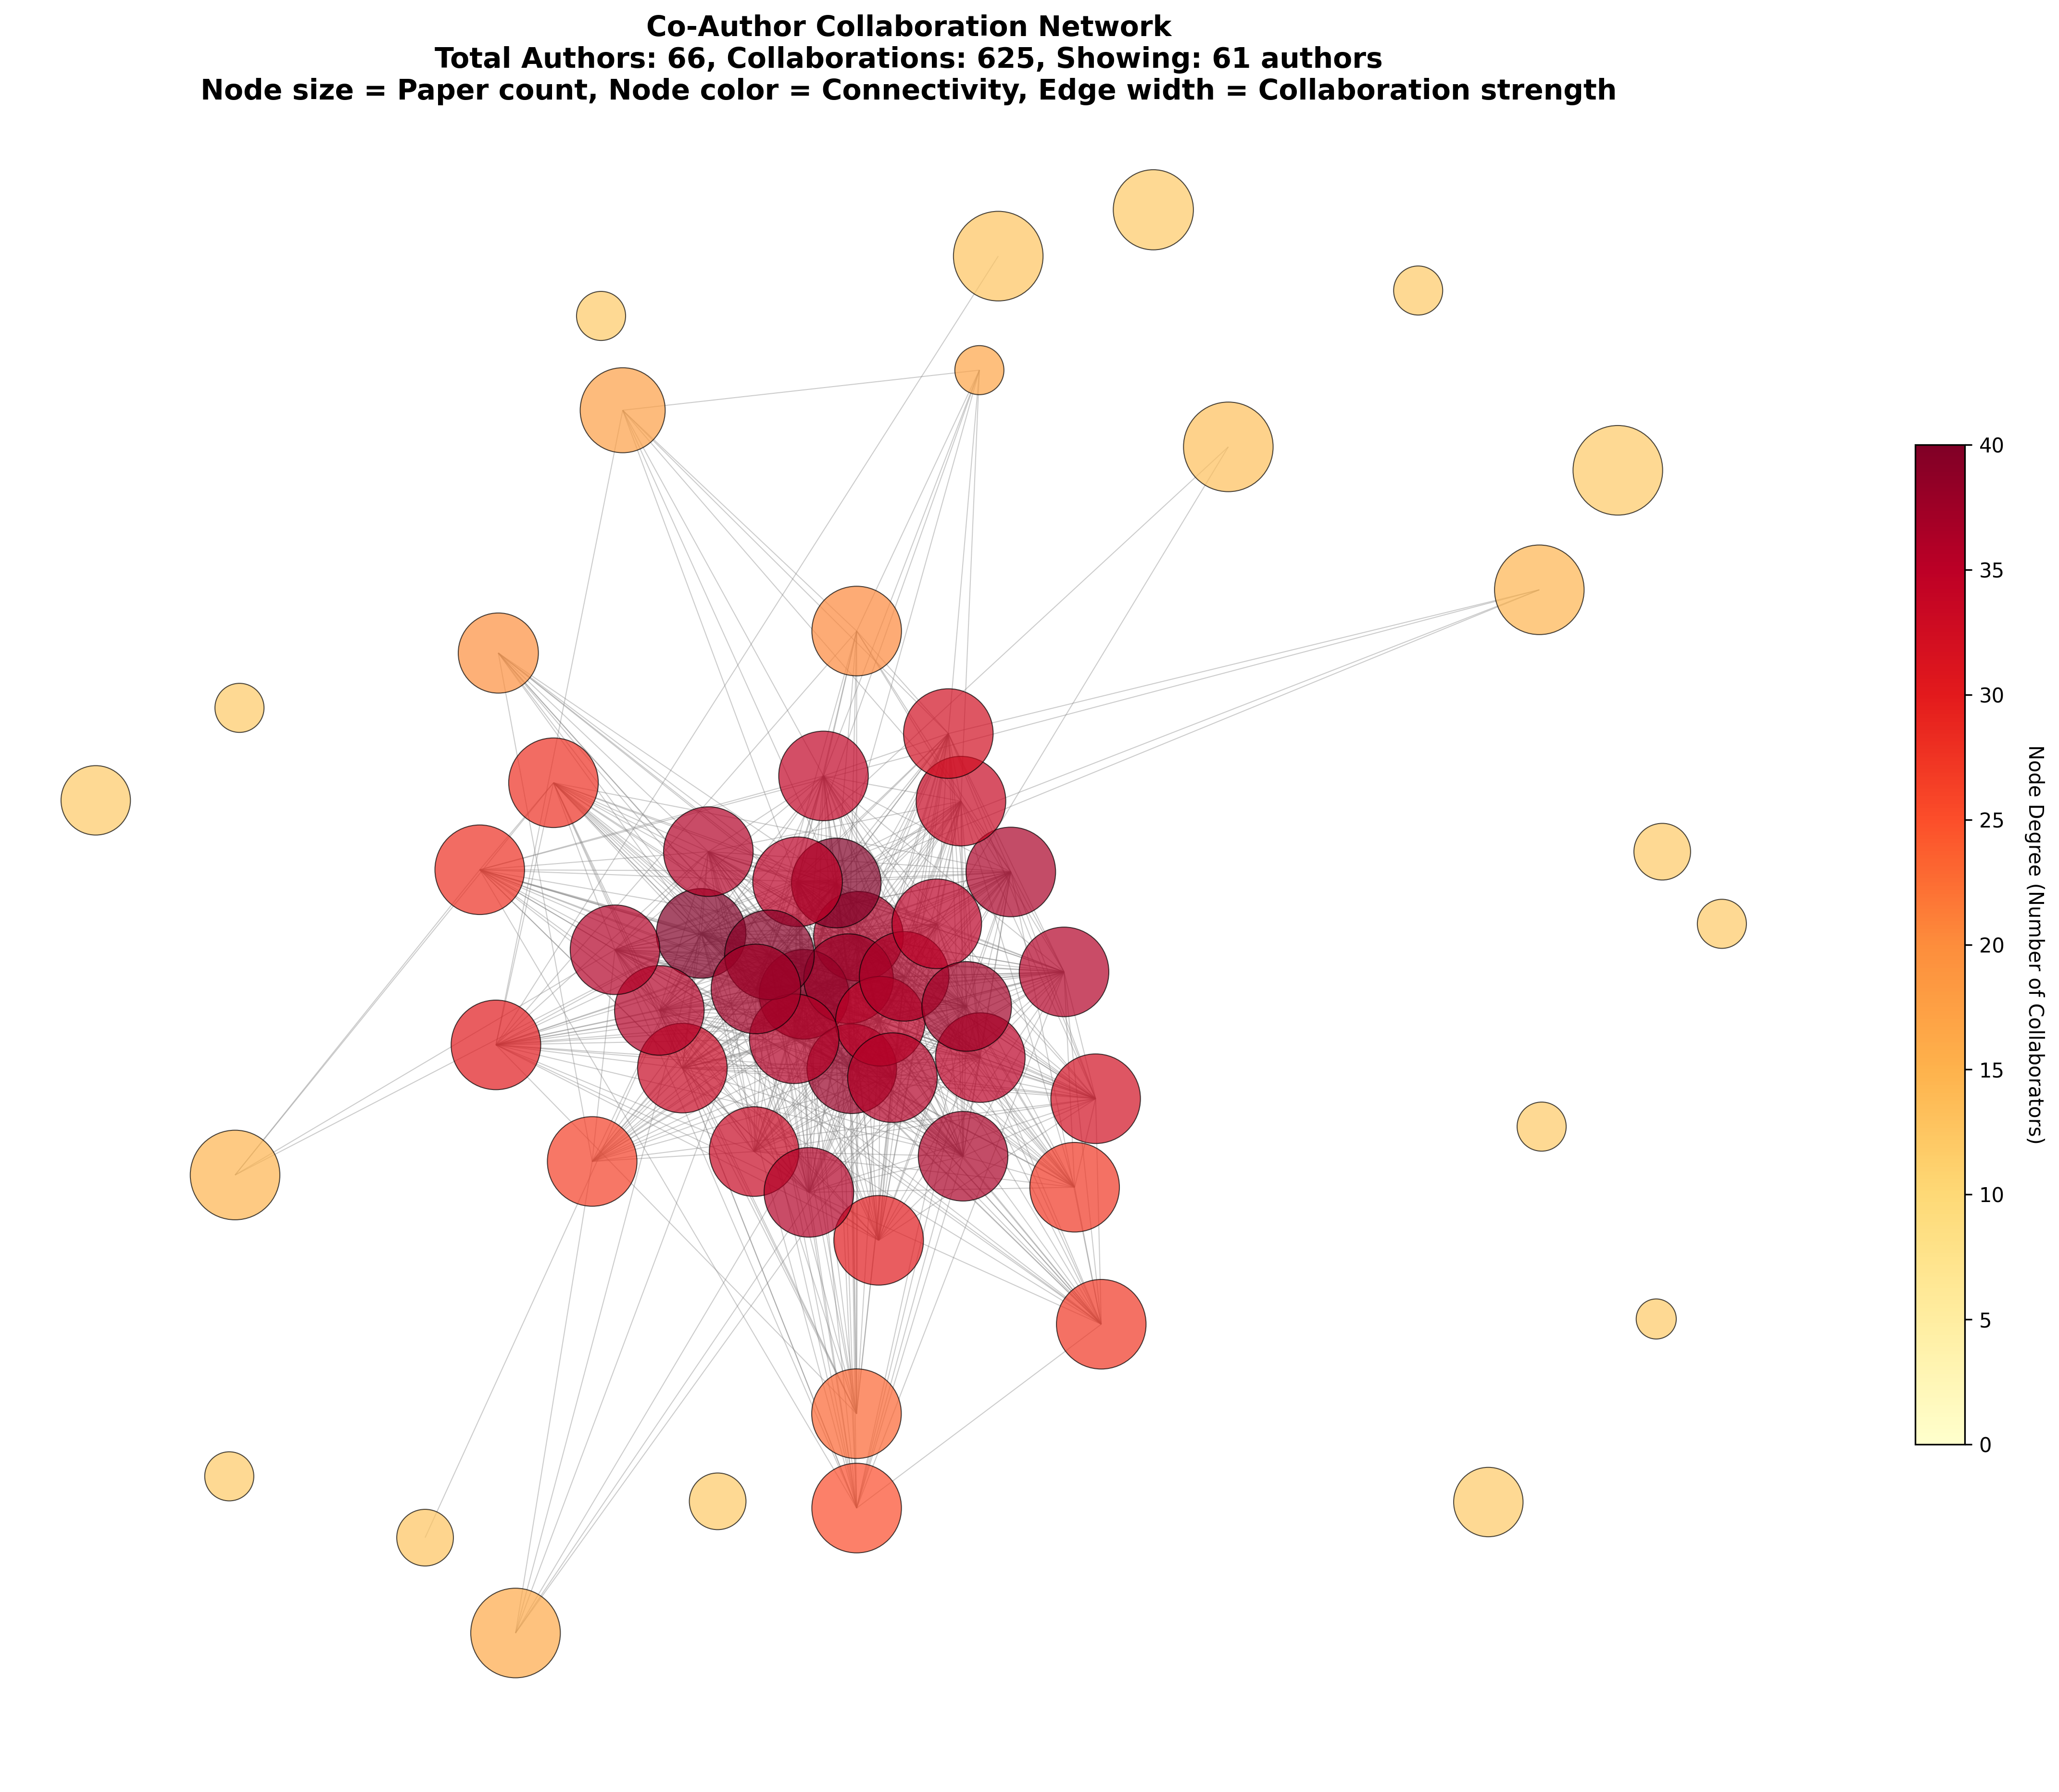 Co-Author Collaboration Network
Total Authors: 66, Collaborations: 625, Showing: 61 authors
Node size = Paper count, Node color = Connectivity, Edge width = Collaboration strength
40
35
30
25
20
15
10
5
0
Node Degree (Number of Collaborators)